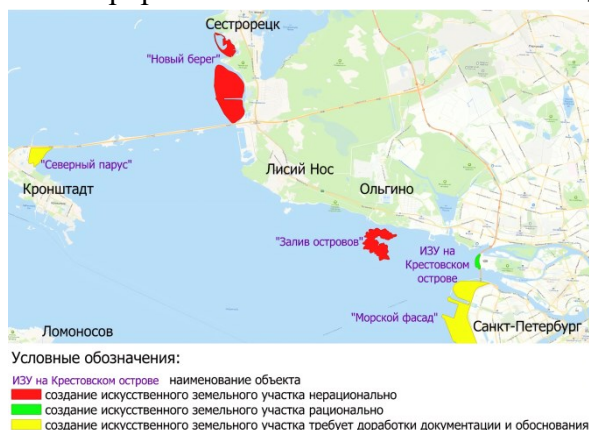 Сестрорецк
"Новый берег"
"Северный парус"
Кронштадт
Лисий Нос
Ольгино
"Залив островов"
ИЗУ на
Крестовском
острове
"Морской фасад"
Ломоносов
Санкт-Петербург
Условные обозначения:
ИЗУ на Крестовском острове наименование объекта
создание искусственного земельного участка нерационально
создание искусственного земельного участка рационально
создание искусственного земельного участка требует доработки документации и обоснования